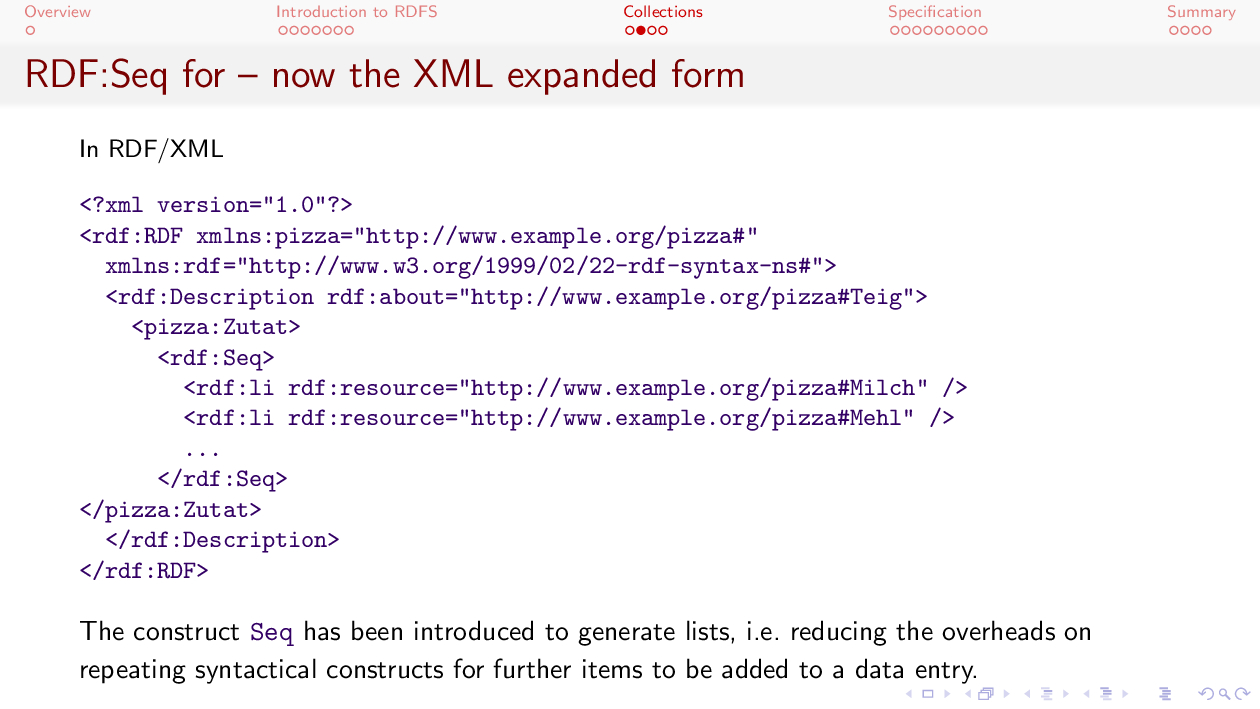 Overview Introduction to RDFS Collections Specification Summary
RDF:Seq for – now the XML expanded form
In RDF/XML
<?xml version="1.0"?>
<rdf:RDF xmlns:pizza="http://www.example.org/pizza#"
  xmlns:rdf="http://www.w3.org/1999/02/22-rdf-syntax-ns#">
  <rdf:Description rdf:about="http://www.example.org/pizza#Teig">
    <pizza:Zutat>
      <rdf:Seq>
        <rdf:li rdf:resource="http://www.example.org/pizza#Milch" />
        <rdf:li rdf:resource="http://www.example.org/pizza#Mehl" />
        ...
      </rdf:Seq>
</pizza:Zutat>
  </rdf:Description>
</rdf:RDF>
The construct Seq has been introduced to generate lists, i.e. reducing the overheads on
repeating syntactical constructs for further items to be added to a data entry.